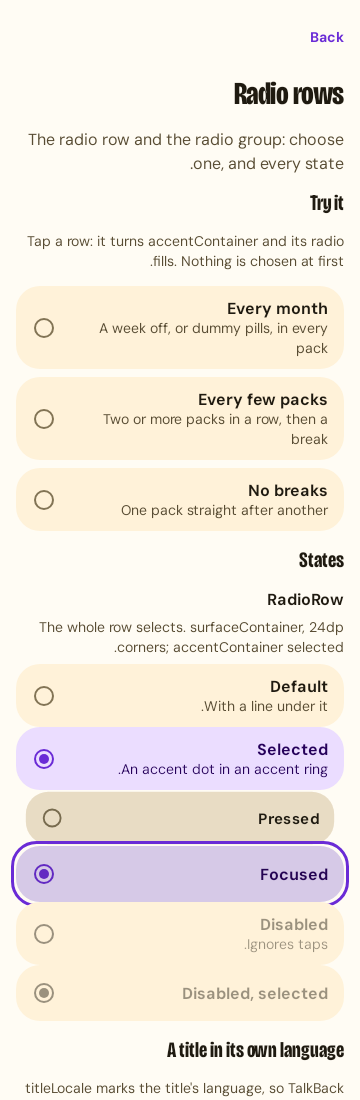 Back
Radio rows
The radio row and the radio group: choose
.one, and every state
Try it
Tap a row: it turns accentContainer and its radio
.fills. Nothing is chosen at first
Every month
A week off, or dummy pills, in every
pack
Every few packs
Two or more packs in a row, then a
break
No breaks
One pack straight after another
States
RadioRow
The whole row selects. surfaceContainer, 24dp
.corners; accentContainer selected
Default
.With a line under it
Selected
.An accent dot in an accent ring
Pressed
Focused
Disabled
.Ignores taps
Disabled, selected
A title in its own language
titleLocale marks the title's language, so TalkBack